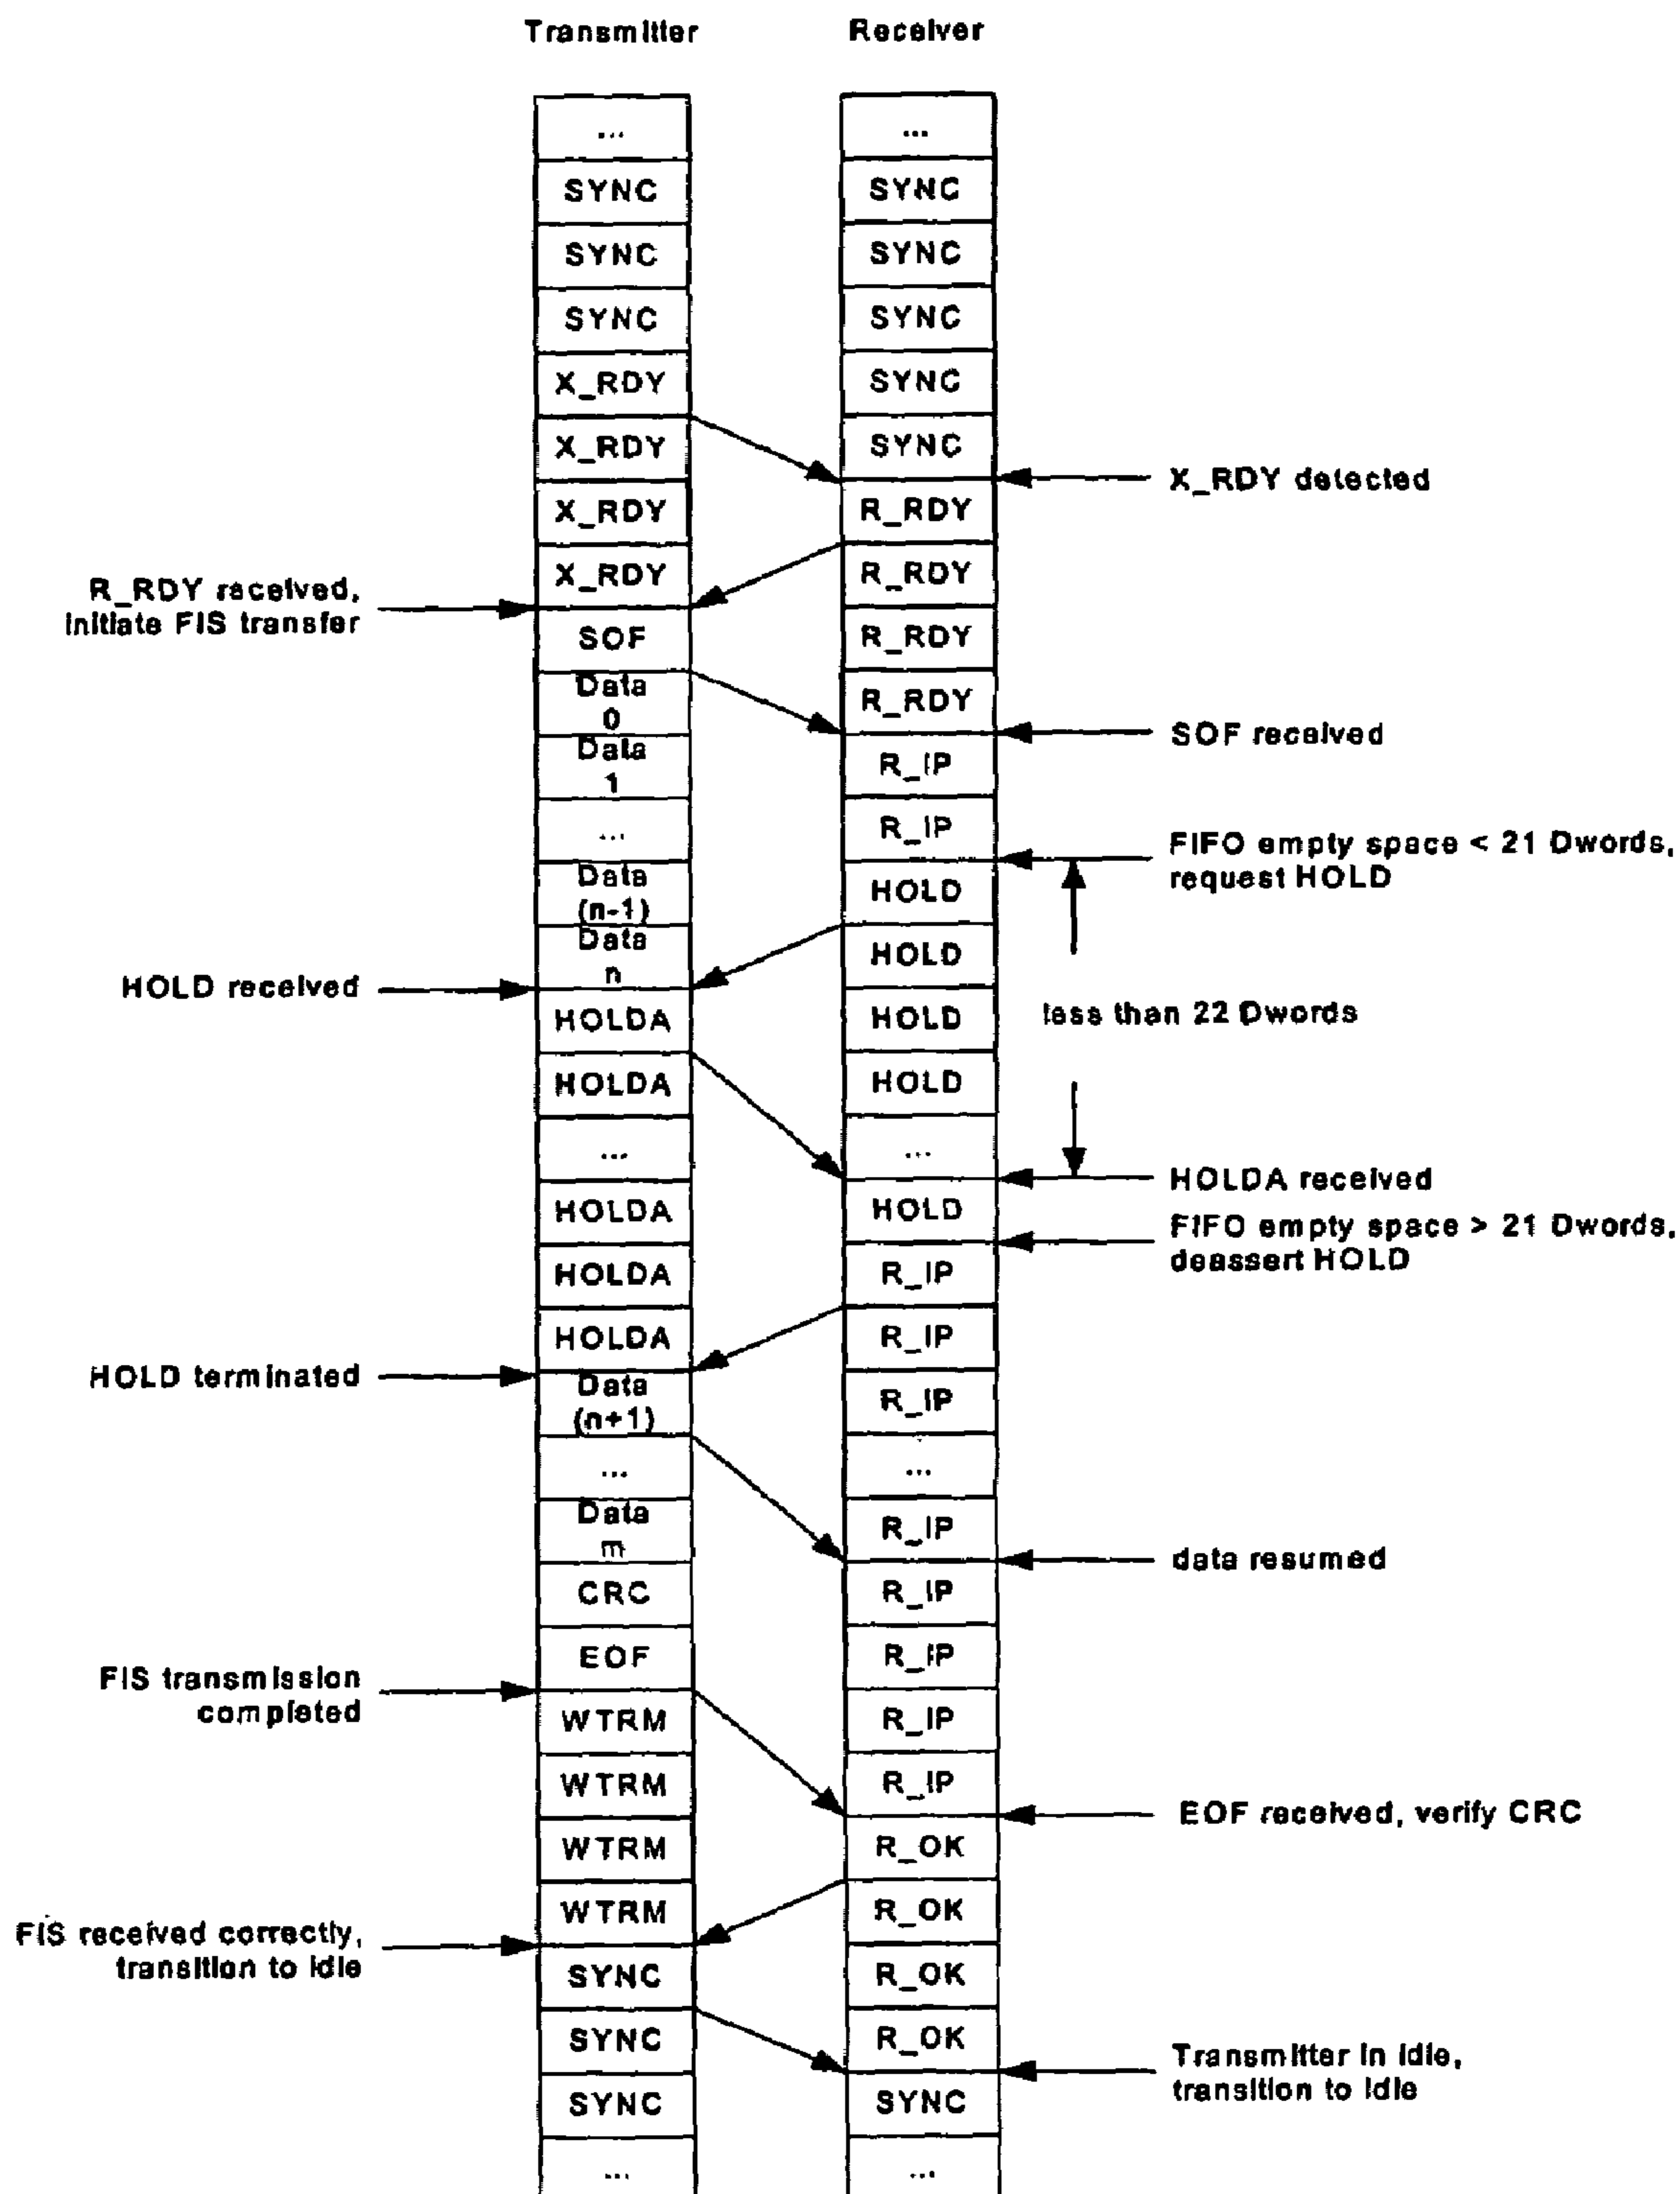 Transmitter
Receiver
...
...
SYNC
SYNC
SYNC
SYNC
SYNC
SYNC
X_RDY
SYNC
X_RDY
SYNC
X_RDY detected
X_RDY
R_RDY
R_RDY received,
initiate FIS transfer
X_RDY
R_RDY
SOF
R_RDY
Data
0
R_RDY
SOF received
Data
1
R_IP
...
R_IP
FIFO empty space < 21 Dwords,
request HOLD
Data
(n-1)
HOLD
Data
n
HOLD
HOLD received
HOLDA
HOLD
less than 22 Dwords
HOLDA
HOLD
...
...
HOLDA received
HOLDA
HOLD
FIFO empty space > 21 Dwords,
deassert HOLD
HOLDA
R_IP
HOLDA
R_IP
HOLD terminated
Data
(n+1)
R_IP
...
...
Data
m
R_IP
data resumed
CRC
R_IP
EOF
R_IP
FIS transmission
completed
WTRM
R_IP
WTRM
R_IP
EOF received, verify CRC
WTRM
R_OK
WTRM
R_OK
FIS received correctly,
transition to idle
SYNC
R_OK
SYNC
R_OK
Transmitter in idle,
transition to idle
SYNC
SYNC
...
...